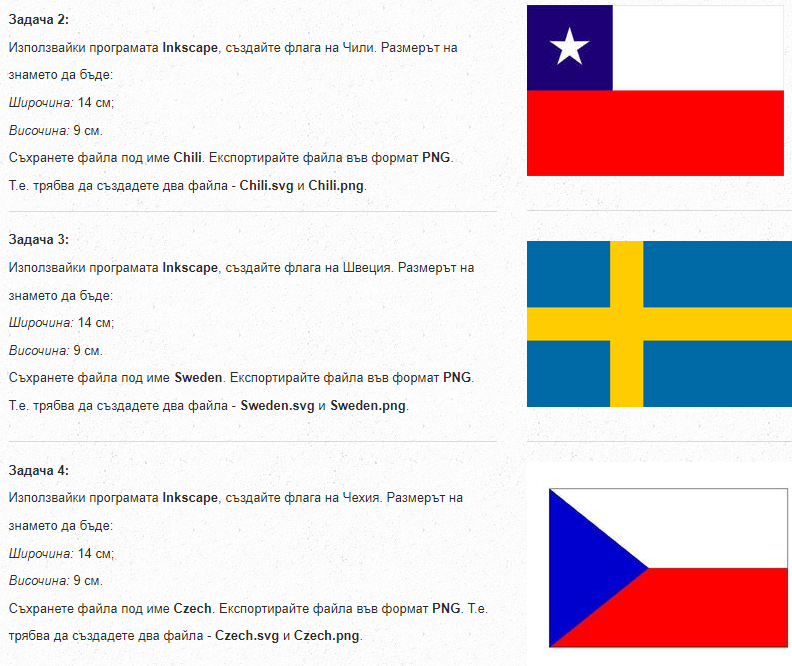 Задача 2:
Използвайки програмата Inkscape, създайте флага на Чили. Размерът на
знамето да бъде:
Широчина: 14 см;
Височина: 9 см.
Съхранете файла под име Chili. Експортирайте файла във формат PNG.
Т.е. трябва да създадете два файла - Chili.svg и Chili.png.
Задача 3:
Използвайки програмата Inkscape, създайте флага на Швеция. Размерът на
знамето да бъде:
Широчина: 14 см;
Височина: 9 см.
Съхранете файла под име Sweden. Експортирайте файла във формат PNG.
Т.е. трябва да създадете два файла - Sweden.svg и Sweden.png.
Задача 4:
Използвайки програмата Inkscape, създайте флага на Чехия. Размерът на
знамето да бъде:
Широчина: 14 см;
Височина: 9 см.
Съхранете файла под име Czech. Експортирайте файла във формат PNG. Т.е.
трябва да създадете два файла - Czech.svg и Czech.png.